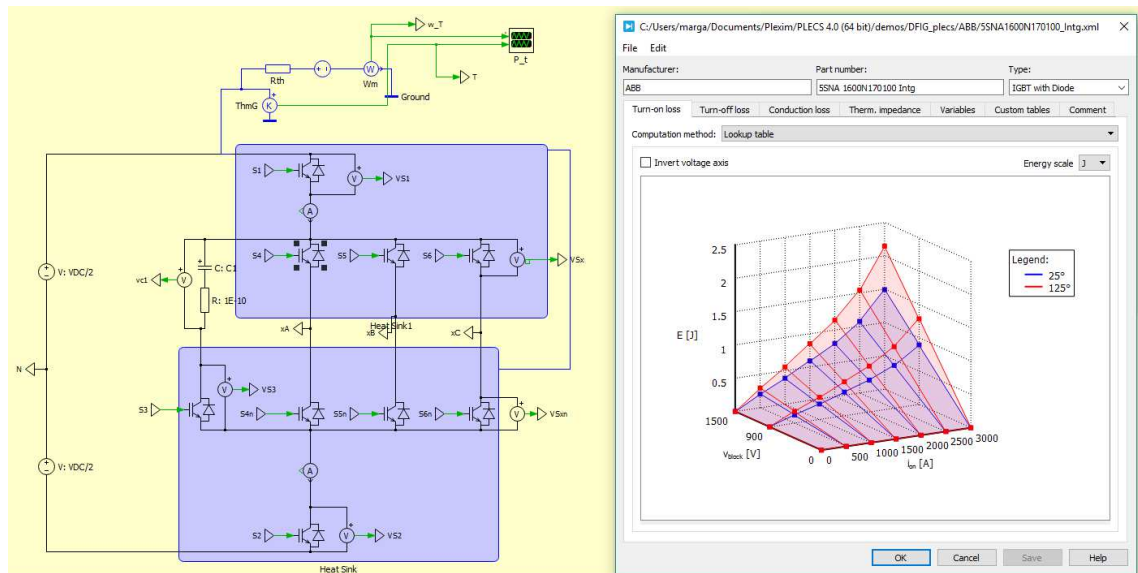 w_T
P_t
Rth
Wm
W
T
ThmG
K
Ground
S1
V
VS1
A
S4
S5
S6
V
VSx
V: VDC/2
vc1
V
C: C1
R: 1E-10
Heat Sink1
xA
xB
xC
N
V
VS3
S3
S4n
S5n
S6n
V
VSxn
V: VDC/2
A
S2
V
VS2
Heat Sink
C:/Users/marga/Documents/Plexim/PLECS 4.0 (64 bit)/demos/DFIG_plecs/ABB/5SNA1600N170100_Intg.xml
File Edit
Manufacturer: Part number: Type:
ABB 5SNA 1600N170100 Intg IGBT with Diode
Turn-on loss Turn-off loss Conduction loss Therm. impedance Variables Custom tables Comment
Computation method: Lookup table
Invert voltage axis Energy scale J
2.5
2
1.5
1
0.5
E [J]
Legend:
25°
125°
1500
900
0
v_block [V]
0 500 1000 1500 2000 2500 3000
i_on [A]
OK Cancel Save Help